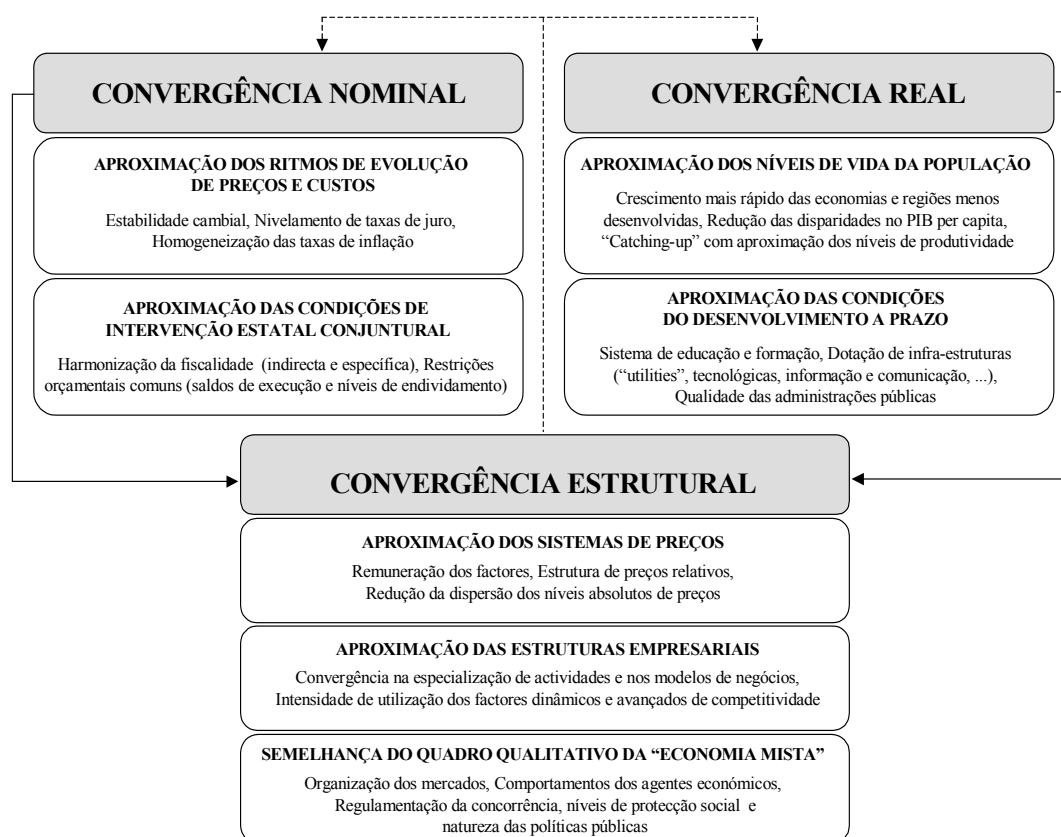 CONVERGÊNCIA NOMINAL
APROXIMAÇÃO DOS RITMOS DE EVOLUÇÃO
DE PREÇOS E CUSTOS
Estabilidade cambial, Nivelamento de taxas de juro,
Homogeneização das taxas de inflação
APROXIMAÇÃO DAS CONDIÇÕES DE
INTERVENÇÃO ESTATAL CONJUNTURAL
Harmonização da fiscalidade (indirecta e específica), Restrições
orçamentais comuns (saldos de execução e níveis de endividamento)
CONVERGÊNCIA REAL
APROXIMAÇÃO DOS NÍVEIS DE VIDA DA POPULAÇÃO
Crescimento mais rápido das economias e regiões menos
desenvolvidas, Redução das disparidades no PIB per capita,
“Catching-up” com aproximação dos níveis de produtividade
APROXIMAÇÃO DAS CONDIÇÕES
DO DESENVOLVIMENTO A PRAZO
Sistema de educação e formação, Dotação de infra-estruturas
(“utilities”, tecnológicas, informação e comunicação, ...),
Qualidade das administrações públicas
CONVERGÊNCIA ESTRUTURAL
APROXIMAÇÃO DOS SISTEMAS DE PREÇOS
Remuneração dos factores, Estrutura de preços relativos,
Redução da dispersão dos níveis absolutos de preços
APROXIMAÇÃO DAS ESTRUTURAS EMPRESARIAIS
Convergência na especialização de actividades e nos modelos de negócios,
Intensidade de utilização dos factores dinâmicos e avançados de competitividade
SEMELHANÇA DO QUADRO QUALITATIVO DA “ECONOMIA MISTA”
Organização dos mercados, Comportamentos dos agentes económicos,
Regulamentação da concorrência, níveis de protecção social e
natureza das políticas públicas